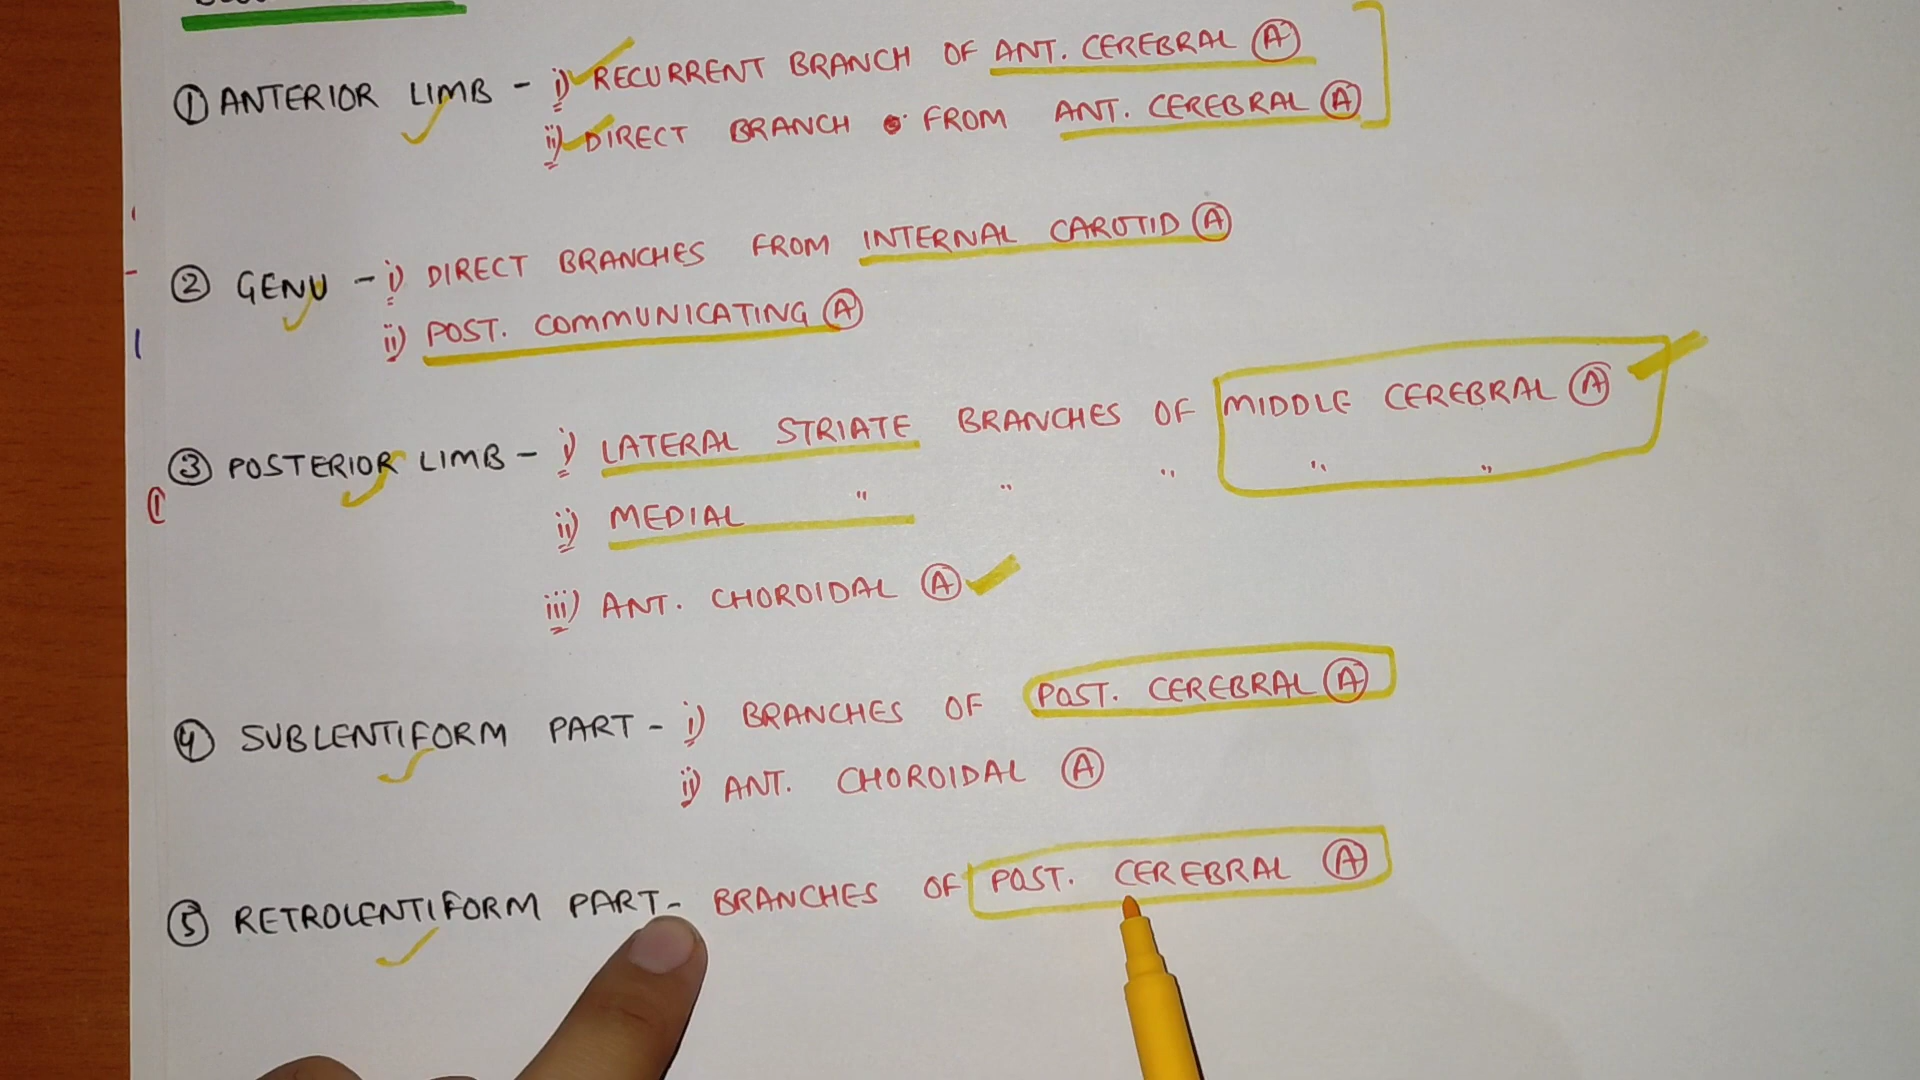 ① ANTERIOR LIMB - i) RECURRENT BRANCH OF ANT. CEREBRAL Ⓐ
ii) DIRECT BRANCH FROM ANT. CEREBRAL Ⓐ
② GENU - i) DIRECT BRANCHES FROM INTERNAL CAROTID Ⓐ
ii) POST. COMMUNICATING Ⓐ
③ POSTERIOR LIMB - i) LATERAL STRIATE BRANCHES OF MIDDLE CEREBRAL Ⓐ
ii) MEDIAL " " " " "
iii) ANT. CHOROIDAL Ⓐ
④ SUBLENTIFORM PART - i) BRANCHES OF POST. CEREBRAL Ⓐ
ii) ANT. CHOROIDAL Ⓐ
⑤ RETROLENTIFORM PART - BRANCHES OF POST. CEREBRAL Ⓐ